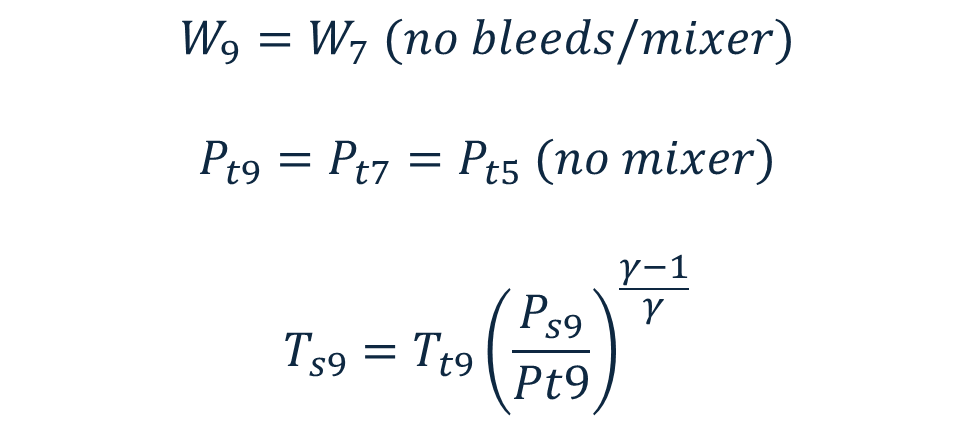 W₉ = W₇ (no bleeds/mixer)
Pₜ₉ = Pₜ₇ = Pₜ₅ (no mixer)
Tₛ₉ = Tₜ₉ (Pₛ₉/Pt9)^((γ−1)/γ)